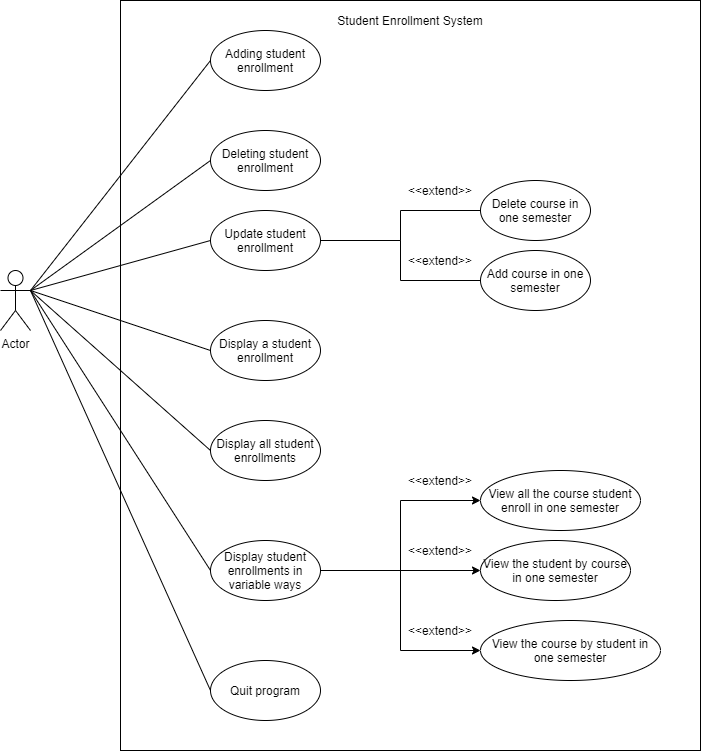 Student Enrollment System
Adding student
enrollment
Deleting student
enrollment
Update student
enrollment
<<extend>>
Delete course in
one semester
<<extend>>
Add course in one
semester
Actor
Display a student
enrollment
Display all student
enrollments
Display student
enrollments in
variable ways
<<extend>>
View all the course student
enroll in one semester
<<extend>>
View the student by course
in one semester
<<extend>>
View the course by student in
one semester
Quit program